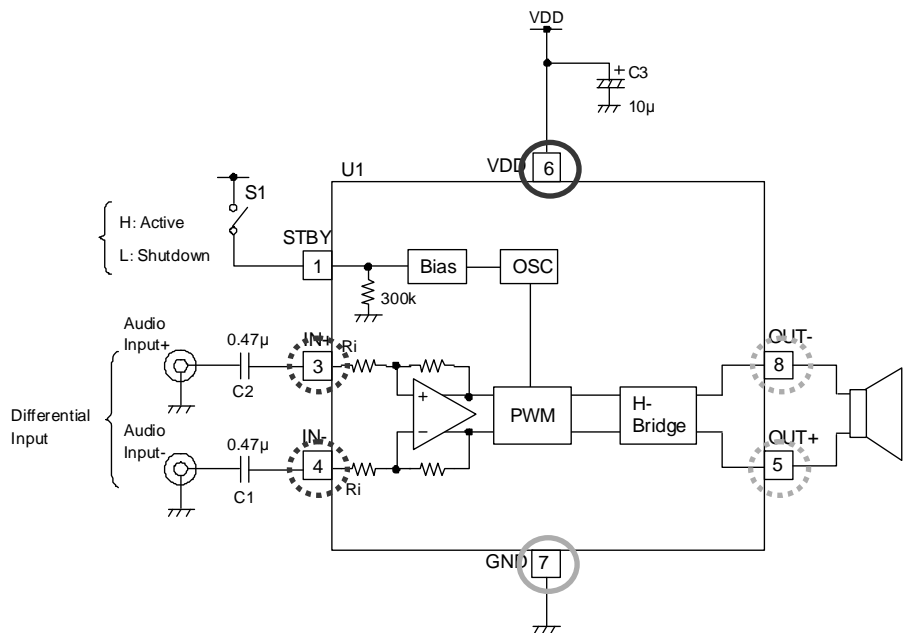 VDD
+ C3
10μ
VDD
6
U1
S1
H: Active
L: Shutdown
STBY
1
Bias
OSC
300k
Audio
Input+
0.47μ
C2
IN+
3
Ri
OUT-
8
Differential
Input
+
−
PWM
H-
Bridge
Audio
Input-
0.47μ
C1
IN-
4
Ri
OUT+
5
GND
7